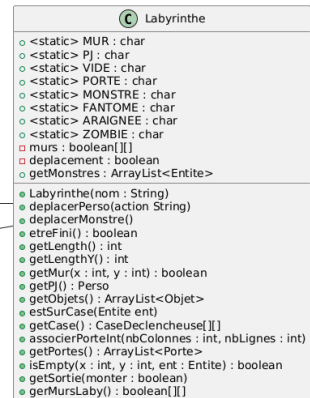 C Labyrinthe
<static> MUR : char
<static> PJ : char
<static> VIDE : char
<static> PORTE : char
<static> MONSTRE : char
<static> FANTOME : char
<static> ARAIGNEE : char
<static> ZOMBIE : char
murs : boolean[][]
deplacement : boolean
getMonstres : ArrayList<Entite>
Labyrinthe(nom : String)
deplacerPerso(action String)
deplacerMonstre()
etreFini() : boolean
getLength() : int
getLengthY() : int
getMur(x : int, y : int) : boolean
getPJ() : Perso
getObjets() : ArrayList<Objet>
estSurCase(Entite ent)
getCase() : CaseDeclencheuse[][]
associerPorteInt(nbColonnes : int, nbLignes : int)
getPortes() : ArrayList<Porte>
isEmpty(x : int, y : int, ent : Entite) : boolean
getSortie(monter : boolean)
gerMursLaby() : boolean[][]